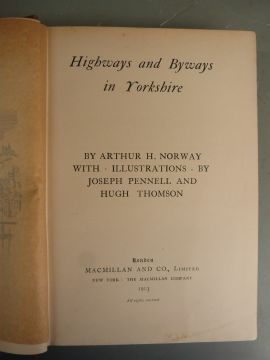 Highways and Byways
in Yorkshire
BY ARTHUR H. NORWAY
WITH · ILLUSTRATIONS · BY
JOSEPH PENNELL AND
HUGH THOMSON
London
MACMILLAN AND CO., LIMITED
NEW YORK : THE MACMILLAN COMPANY
1913
All rights reserved